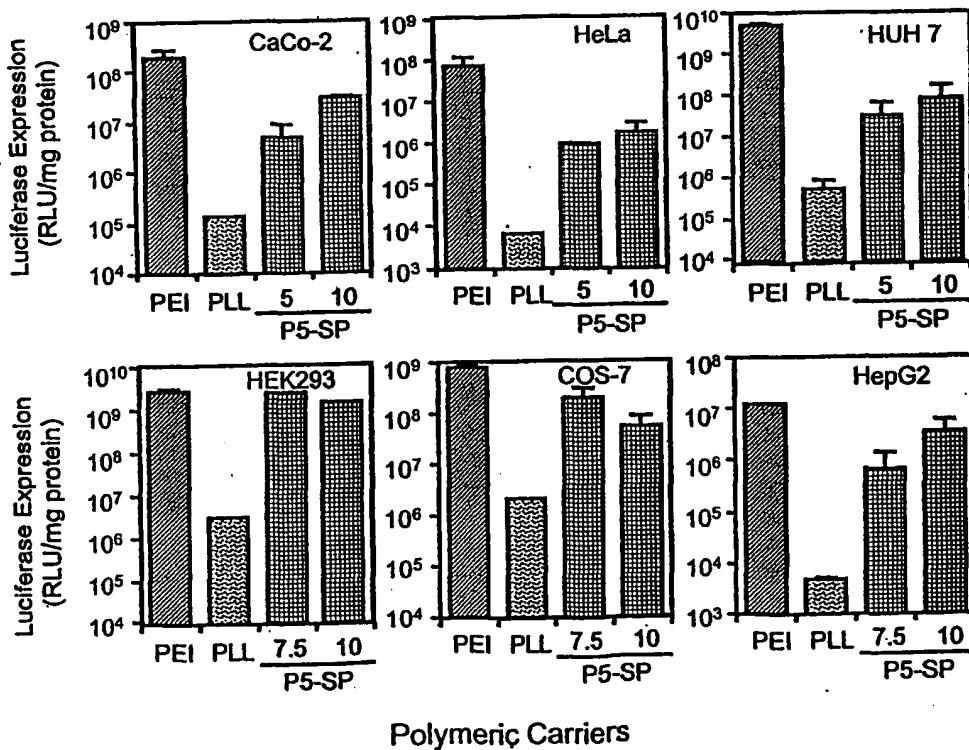 Luciferase Expression
(RLU/mg protein)
10⁹
10⁸
10⁷
10⁶
10⁵
10⁴
CaCo-2
PEI PLL 5 10
P5-SP
10⁹
10⁸
10⁷
10⁶
10⁵
10⁴
10³
HeLa
PEI PLL 5 10
P5-SP
10¹⁰
10⁹
10⁸
10⁷
10⁶
10⁵
10⁴
HUH 7
PEI PLL 5 10
P5-SP
Luciferase Expression
(RLU/mg protein)
10¹⁰
10⁹
10⁸
10⁷
10⁶
10⁵
10⁴
HEK293
PEI PLL 7.5 10
P5-SP
10⁹
10⁸
10⁷
10⁶
10⁵
10⁴
COS-7
PEI PLL 7.5 10
P5-SP
10⁸
10⁷
10⁶
10⁵
10⁴
10³
HepG2
PEI PLL 7.5 10
P5-SP
Polymeric Carriers